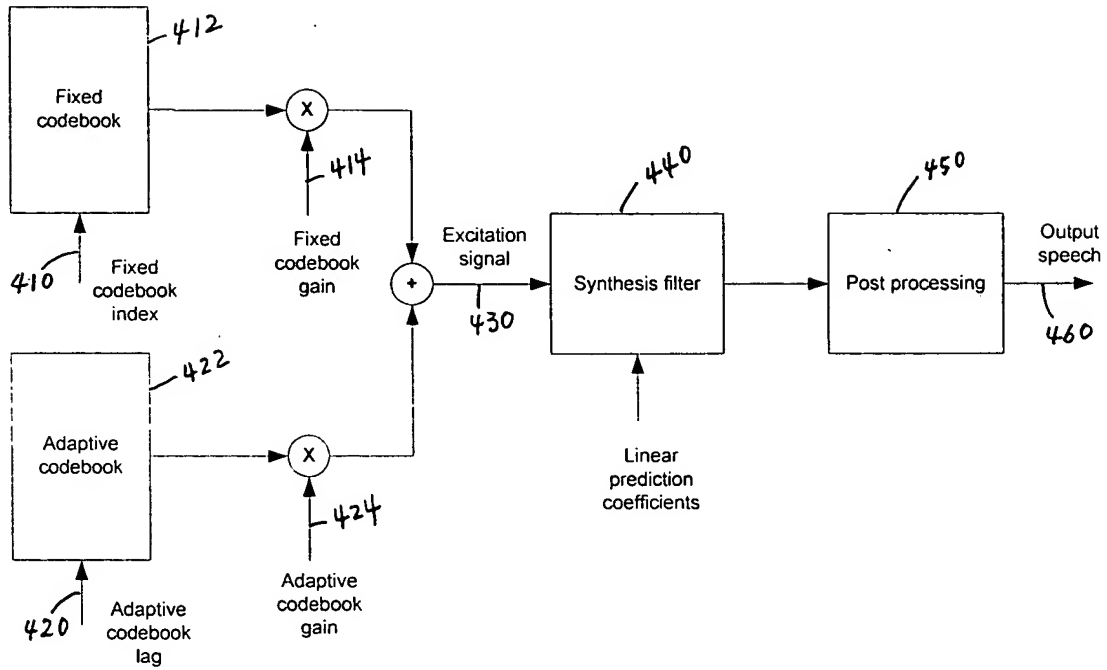 412
Fixed
codebook
X
414
Fixed
codebook
gain
410
Fixed
codebook
index
440
450
Excitation
signal
+
430
Synthesis filter
Post processing
Output
speech
460
422
Adaptive
codebook
X
424
Adaptive
codebook
gain
Linear
prediction
coefficients
420
Adaptive
codebook
lag